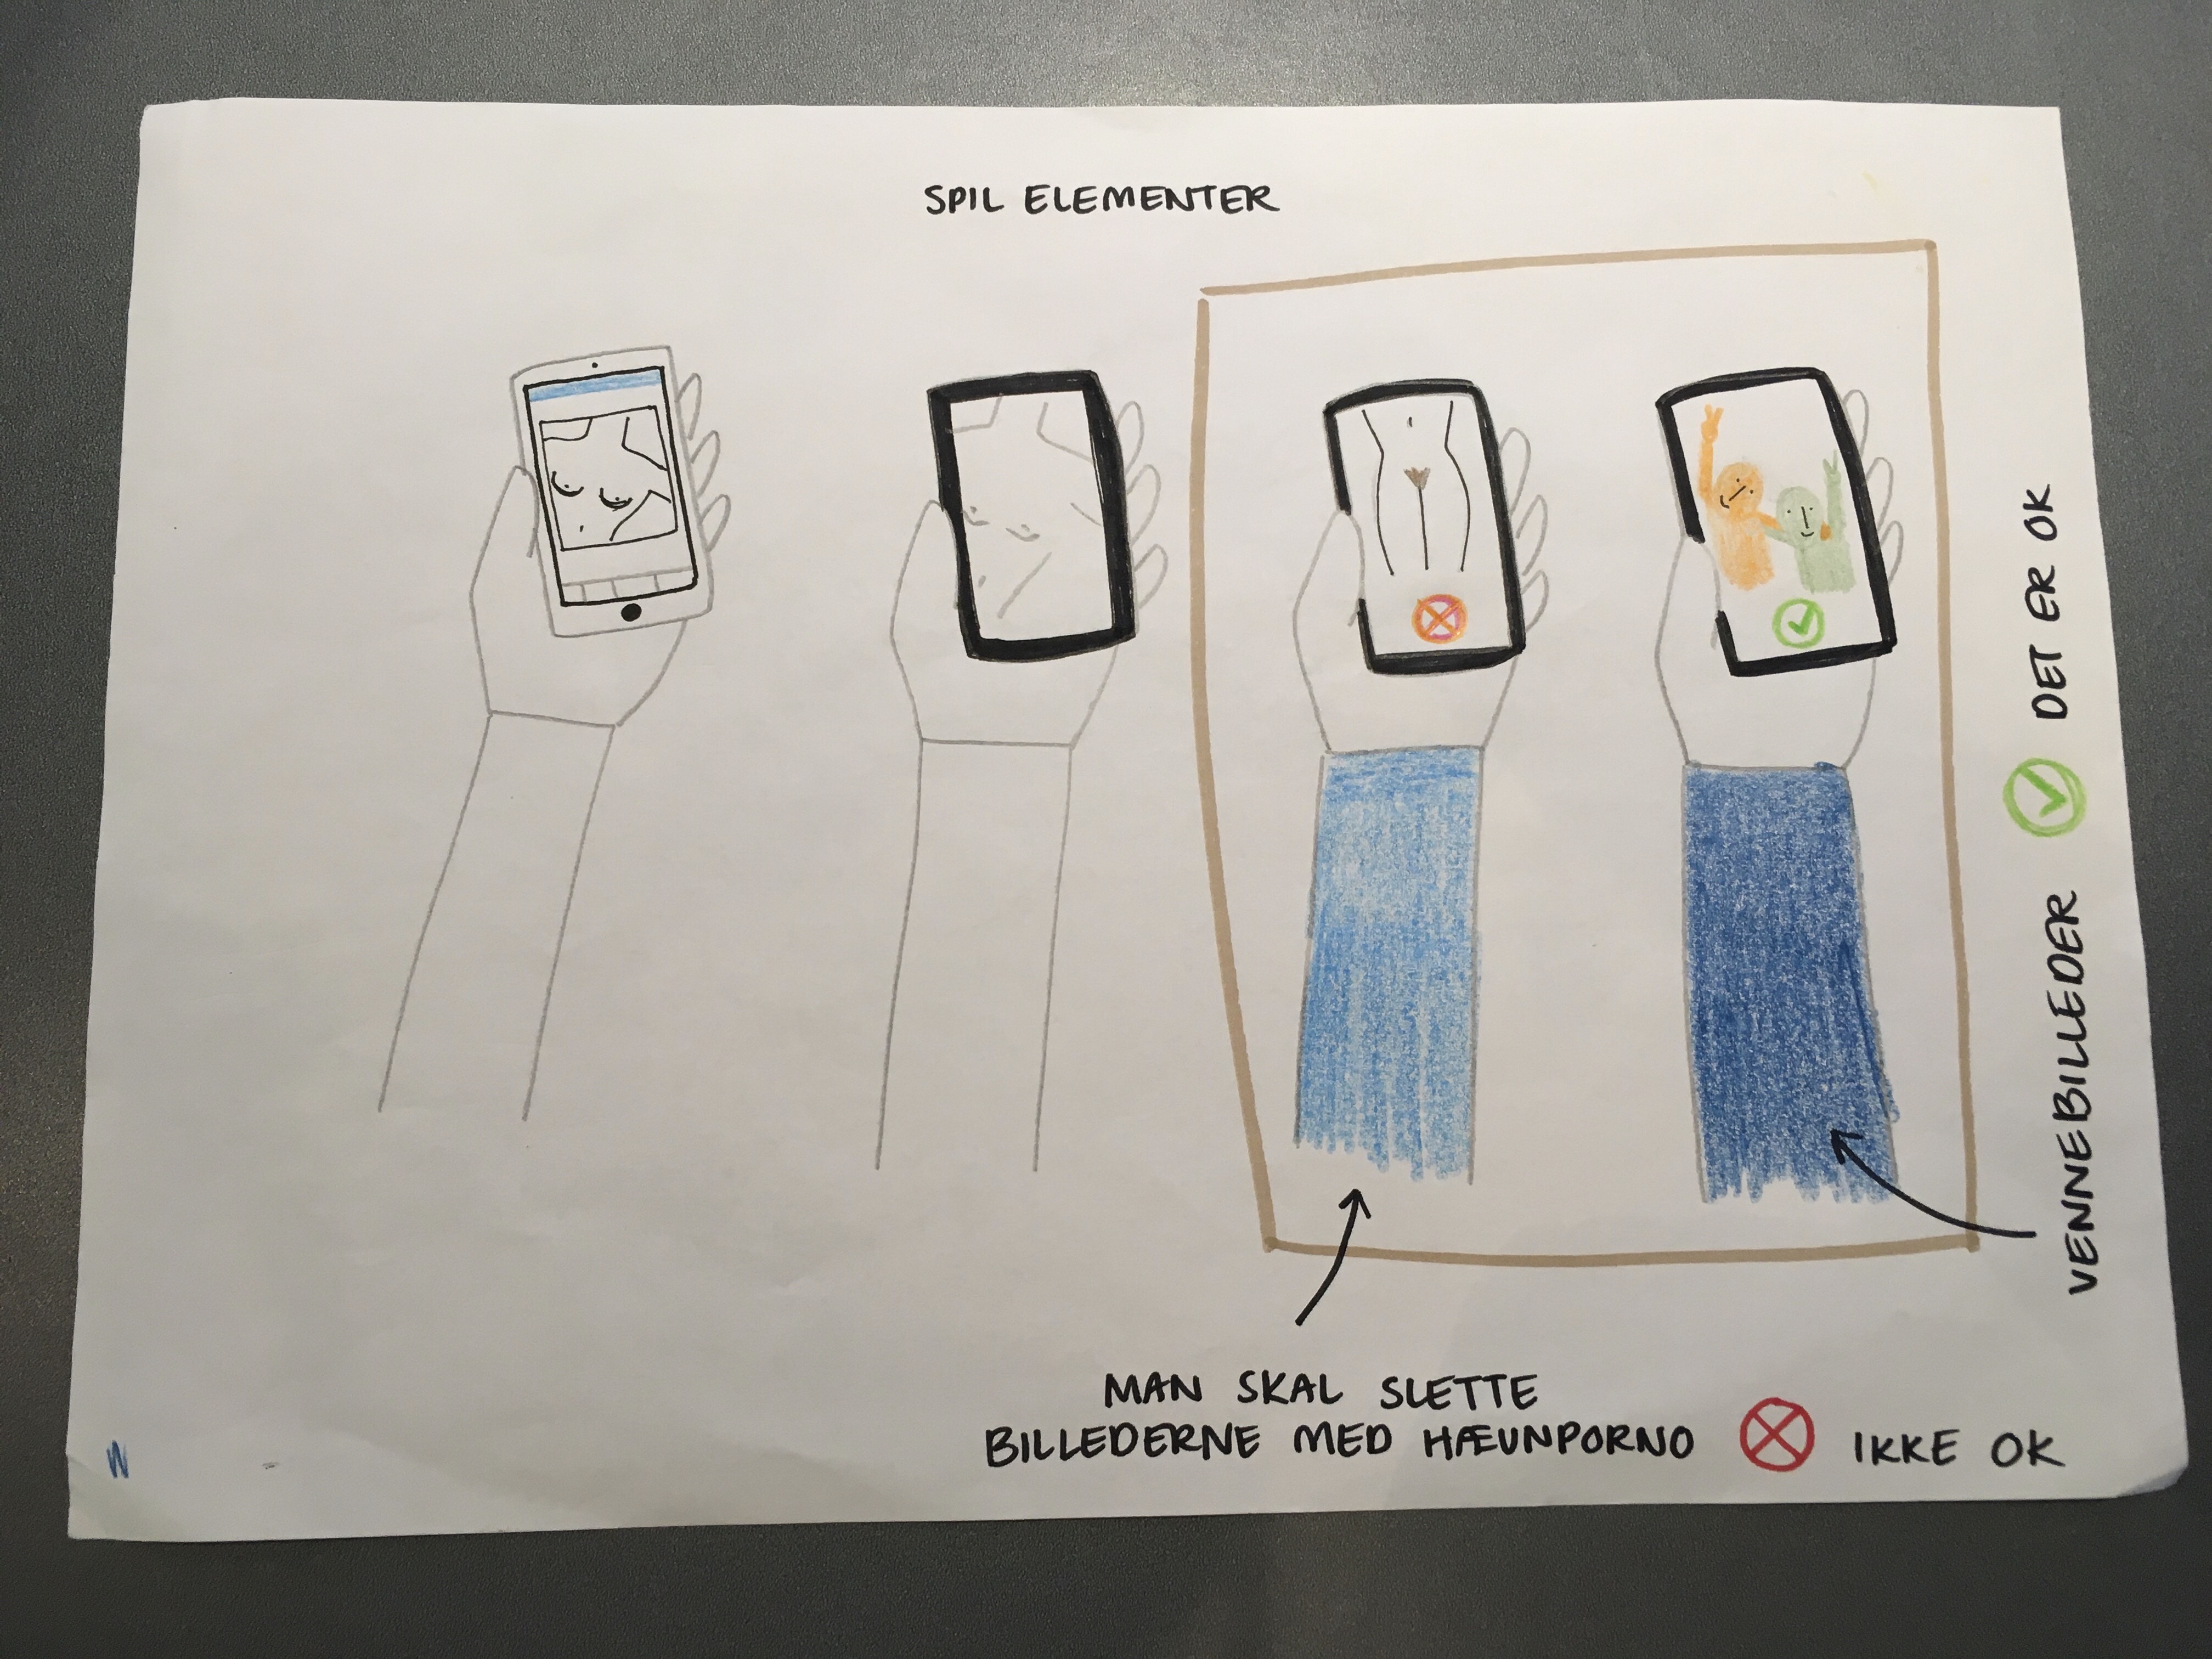 SPIL ELEMENTER
MAN SKAL SLETTE
BILLEDERNE MED HÆVNPORNO
IKKE OK
VENNEBILLEDER
DET ER OK